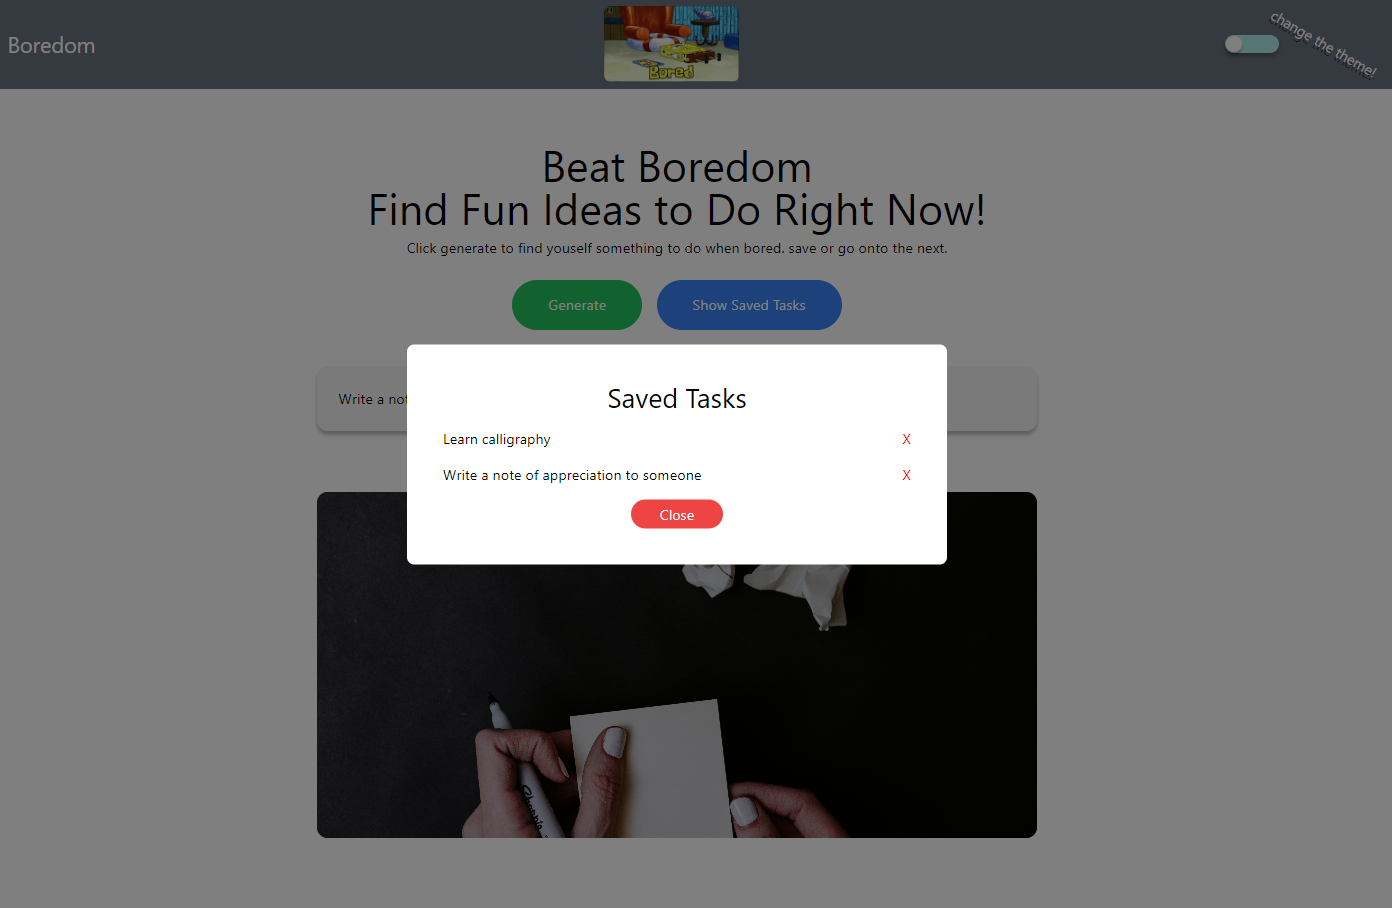 Boredom
Bored
change the theme!
Beat Boredom
Find Fun Ideas to Do Right Now!
Click generate to find youself something to do when bored. save or go onto the next.
Generate
Show Saved Tasks
Write a not
Saved Tasks
Learn calligraphy
X
Write a note of appreciation to someone
X
Close